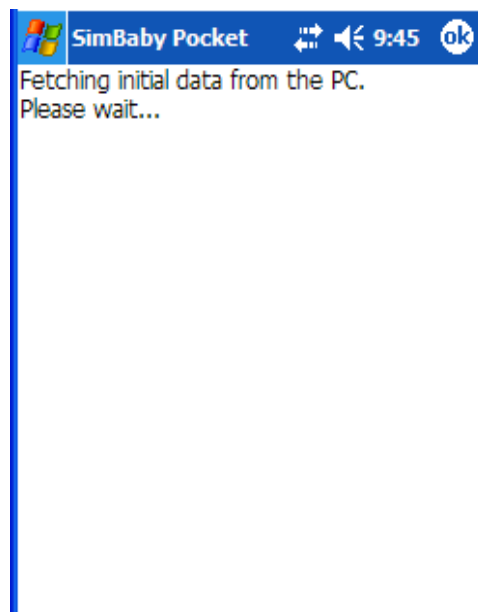 SimBaby Pocket 9:45 ok
Fetching initial data from the PC.
Please wait...